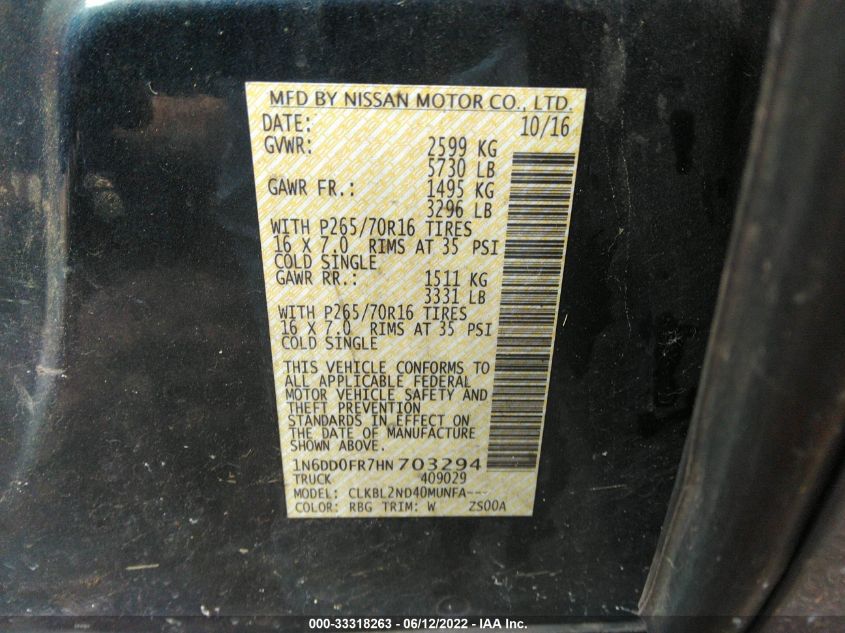 MFD BY NISSAN MOTOR CO., LTD.
DATE: 10/16
GVWR: 2599 KG
5730 LB
GAWR FR.: 1495 KG
3296 LB
WITH P265/70R16 TIRES
16 X 7.0 RIMS AT 35 PSI
COLD SINGLE
GAWR RR.: 1511 KG
3331 LB
WITH P265/70R16 TIRES
16 X 7.0 RIMS AT 35 PSI
COLD SINGLE
THIS VEHICLE CONFORMS TO
ALL APPLICABLE FEDERAL
MOTOR VEHICLE SAFETY AND
THEFT PREVENTION
STANDARDS IN EFFECT ON
THE DATE OF MANUFACTURE
SHOWN ABOVE.
1N6DD0FR7HN703294
TRUCK 409029
MODEL: CLKBL2ND40MUNFA---
COLOR: RBG TRIM: W ZS00A
000-33318263 - 06/12/2022 - IAA Inc.